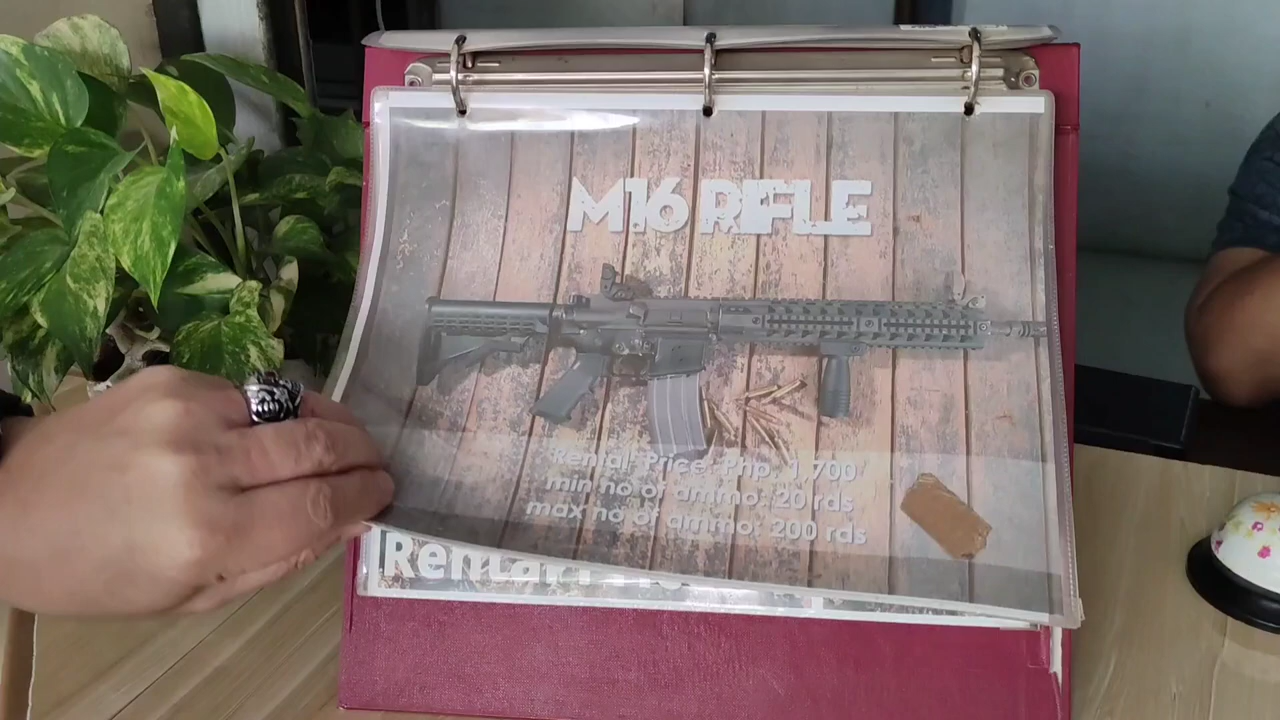 M16 RIFLE
Rental Price: Php. 1,700
min no of ammo: 20 rds
max no of ammo: 200 rds
Rental